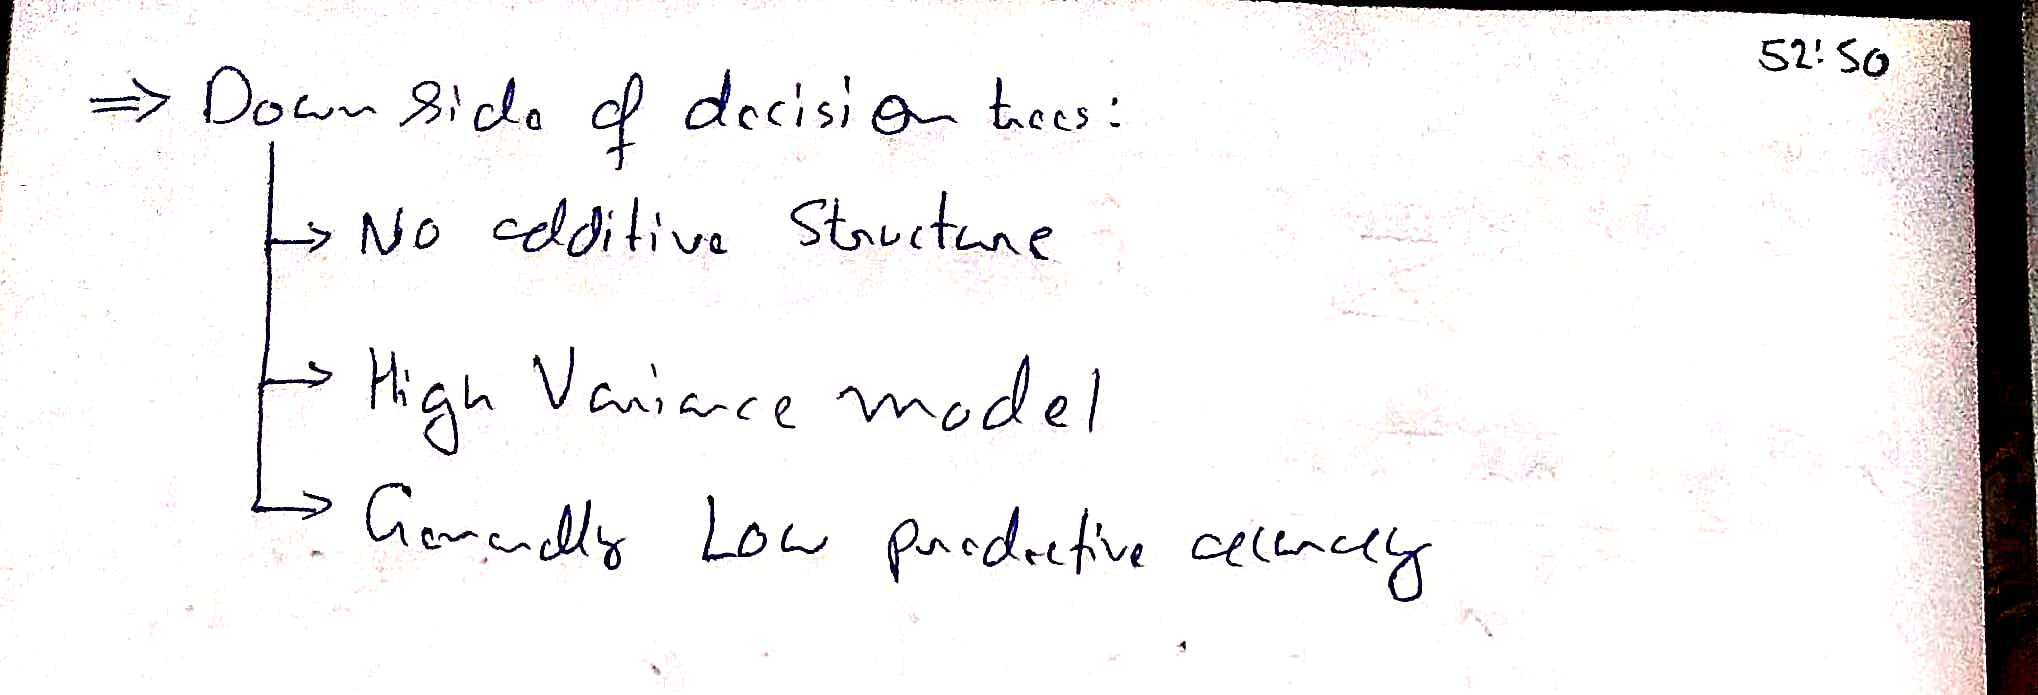 52:50
⇒ Down side of decision trees:
→ No additive Structure
→ High Variance model
→ Generally Low predictive accuracy